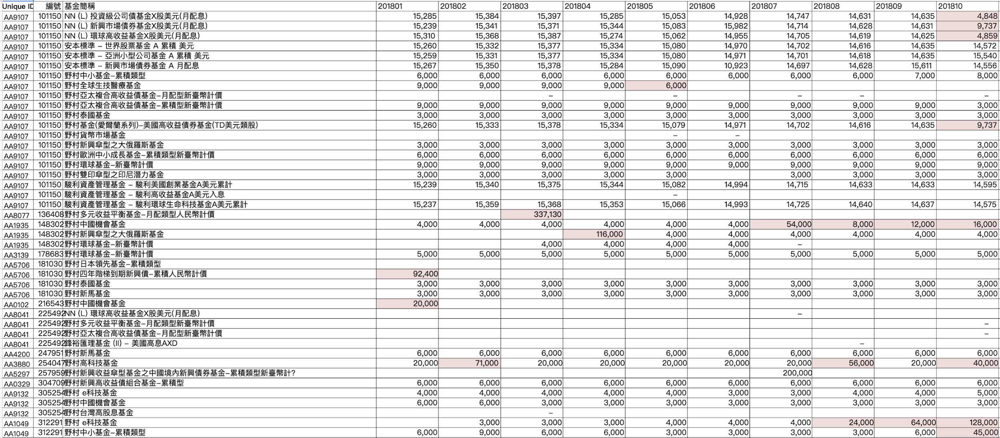 Unique ID 編號 基金簡稱 201801 201802 201803 201804 201805 201806 201807 201808 201809 201810
AA9107 101150 NN (L) 投資級公司債基金X股美元(月配息) 15,285 15,384 15,397 15,285 15,053 14,928 14,747 14,631 14,635 4,848
AA9107 101150 NN (L) 新興市場債券基金X股美元(月配息) 15,239 15,341 15,371 15,344 15,083 15,982 14,714 14,628 14,631 9,737
AA9107 101150 NN (L) 環球高收益基金X股美元(月配息) 15,310 15,368 15,387 15,274 15,062 14,955 14,705 14,619 14,625 4,859
AA9107 101150 安本標準 – 世界股票基金 A 累積 美元 15,260 15,332 15,377 15,334 15,080 14,970 14,702 14,616 14,635 14,572
AA9107 101150 安本標準 – 亞洲小型公司基金 A 累積 美元 15,259 15,331 15,377 15,334 15,080 14,971 14,701 14,618 14,635 15,540
AA9107 101150 安本標準 – 新興市場債券基金 A 月配息 15,267 15,350 15,378 15,284 15,090 10,923 14,697 14,628 15,611 14,556
AA9107 101150 野村中小基金–累積類型 6,000 6,000 6,000 6,000 6,000 6,000 6,000 6,000 7,000 8,000
AA9107 101150 野村全球生技醫療基金 9,000 9,000 9,000 9,000 6,000
AA9107 101150 野村亞太複合高收益債基金–月配型新臺幣計價 – – – – –
AA9107 101150 野村亞太複合高收益債基金–累積型新臺幣計價 9,000 9,000 9,000 9,000 9,000 9,000 9,000 9,000 9,000 3,000
AA9107 101150 野村泰國基金 3,000 3,000 3,000 3,000 3,000 3,000 3,000 3,000 3,000 3,000
AA9107 101150 野村基金(愛爾蘭系列)–美國高收益債券基金(TD美元類股) 15,260 15,333 15,378 15,334 15,079 14,971 14,702 14,616 14,635 9,737
AA9107 101150 野村貨幣市場基金 – –
AA9107 101150 野村新興傘型之大俄羅斯基金 3,000 3,000 3,000 3,000 3,000 3,000 3,000 3,000 3,000 3,000
AA9107 101150 野村歐洲中小成長基金–累積類型新臺幣計價 6,000 6,000 6,000 6,000 6,000 6,000 6,000 6,000 6,000 6,000
AA9107 101150 野村環球基金–新臺幣計價 9,000 9,000 9,000 9,000 9,000 9,000 9,000 9,000 9,000 9,000
AA9107 101150 野村雙印傘型之印尼潛力基金 3,000 3,000 3,000 3,000 3,000 3,000 3,000 3,000 3,000
AA9107 101150 駿利資產管理基金 – 駿利美國創業基金A美元累計 15,239 15,340 15,375 15,344 15,082 14,994 14,715 14,633 14,633 14,595
AA9107 101150 駿利資產管理基金 – 駿利高收益基金A美元入息 –
AA9107 101150 駿利資產管理基金 – 駿利環球生命科技基金A美元累計 15,237 15,359 15,368 15,353 15,066 14,993 14,725 14,640 14,637 14,575
AA8077 136408 野村多元收益平衡基金–月配類型人民幣計價 337,130
AA1935 148302 野村中國機會基金 4,000 4,000 4,000 4,000 4,000 4,000 54,000 8,000 12,000 16,000
AA1935 148302 野村新興傘型之大俄羅斯基金 116,000 4,000 4,000 4,000 4,000 4,000 4,000
AA1935 148302 野村環球基金–新臺幣計價 4,000 4,000 4,000 4,000 –
AA3139 178683 野村環球基金–新臺幣計價 5,000 5,000 5,000 5,000 5,000 5,000 5,000 5,000 5,000 5,000
AA5706 181030 野村日本領先基金–累積類型
AA5706 181030 野村四年階梯到期新興債–累積人民幣計價 92,400
AA5706 181030 野村泰國基金 3,000 3,000 3,000 3,000 3,000 3,000 3,000 3,000 3,000 3,000
AA5706 181030 野村新馬基金 3,000 3,000 3,000 3,000 3,000 3,000 3,000 3,000 3,000 3,000
AA0102 216543 野村中國機會基金 20,000
AA8041 225492 NN (L) 環球高收益基金X股美元(月配息) –
AA8041 225492 野村多元收益平衡基金–月配類型新臺幣計價 –
AA8041 225492 野村亞太複合高收益債基金–月配型新臺幣計價 –
AA8041 225492 鋒裕匯理基金 (II) – 美國高息AXD –
AA4200 247951 野村新馬基金 6,000 6,000 6,000 6,000 6,000 6,000 6,000 6,000 6,000 6,000
AA3880 254047 野村高科技基金 20,000 71,000 20,000 20,000 20,000 20,000 20,000 56,000 20,000 40,000
AA5297 257959 野村新興收益傘型基金之中國境內新興債券基金–累積類型新臺幣計? 200,000
AA0329 304709 野村新興高收益債組合基金–累積型 6,000 6,000 6,000 6,000 6,000 6,000 6,000 6,000 6,000 6,000
AA9132 305254 野村 e科技基金 4,000 4,000 4,000 4,000 4,000 3,000 3,000 4,000 4,000 5,000
AA9132 305254 野村中國機會基金 6,000 6,000 3,000 3,000 3,000 3,000 3,000 3,000 3,000 3,000
AA9132 305254 野村台灣高股息基金 –
AA1049 312291 野村 e科技基金 3,000 3,000 3,000 4,000 4,000 4,000 24,000 64,000 128,000
AA1049 312291 野村中小基金–累積類型 6,000 9,000 6,000 6,000 3,000 3,000 3,000 3,000 6,000 45,000